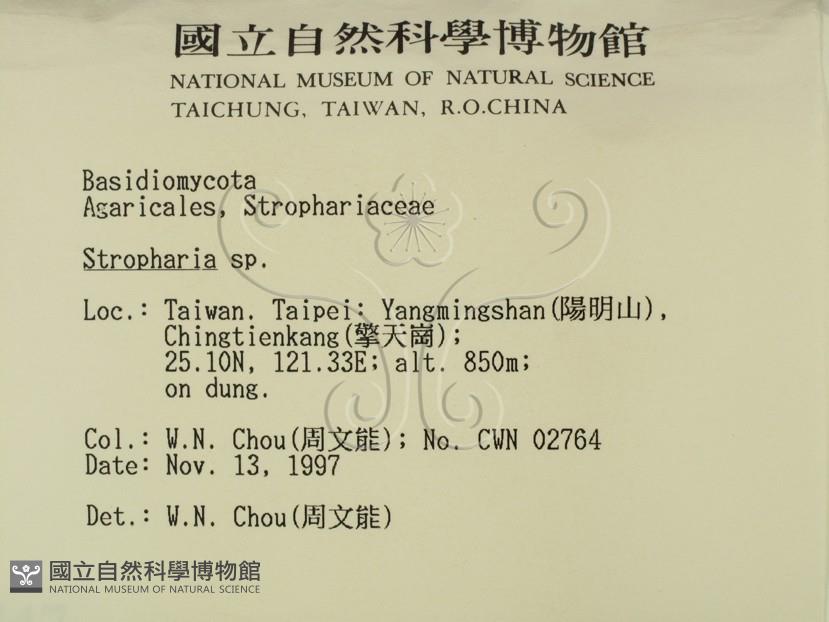 國立自然科學博物館
NATIONAL MUSEUM OF NATURAL SCIENCE
TAICHUNG, TAIWAN, R.O.CHINA
Basidiomycota
Agaricales, Strophariaceae
Stropharia sp.
Loc.: Taiwan. Taipei: Yangmingshan(陽明山),
Chingtienkang(擎天崗);
25.10N, 121.33E; alt. 850m;
on dung.
Col.: W.N. Chou(周文能); No. CWN 02764
Date: Nov. 13, 1997
Det.: W.N. Chou(周文能)
國立自然科學博物館
NATIONAL MUSEUM OF NATURAL SCIENCE